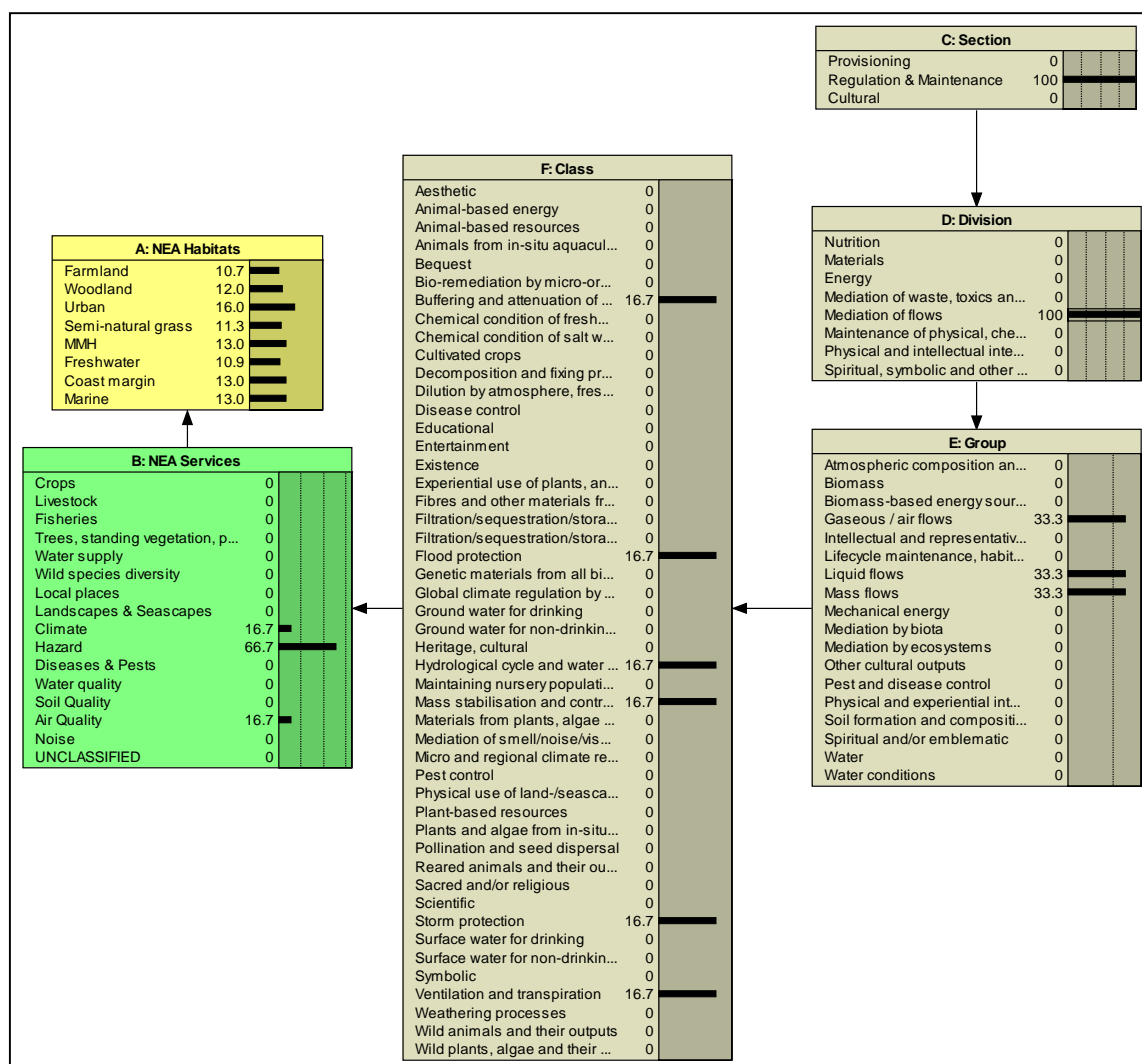 C: Section
Provisioning 0
Regulation & Maintenance 100
Cultural 0
F: Class
Aesthetic 0
Animal-based energy 0
Animal-based resources 0
Animals from in-situ aquacul... 0
Bequest 0
Bio-remediation by micro-or... 0
Buffering and attenuation of ... 16.7
Chemical condition of fresh... 0
Chemical condition of salt w... 0
Cultivated crops 0
Decomposition and fixing pr... 0
Dilution by atmosphere, fres... 0
Disease control 0
Educational 0
Entertainment 0
Existence 0
Experiential use of plants, an... 0
Fibres and other materials fr... 0
Filtration/sequestration/stora... 0
Filtration/sequestration/stora... 0
Flood protection 16.7
Genetic materials from all bi... 0
Global climate regulation by ... 0
Ground water for drinking 0
Ground water for non-drinkin... 0
Heritage, cultural 0
Hydrological cycle and water ... 16.7
Maintaining nursery populati... 0
Mass stabilisation and contr... 16.7
Materials from plants, algae ... 0
Mediation of smell/noise/vis... 0
Micro and regional climate re... 0
Pest control 0
Physical use of land-/seasca... 0
Plant-based resources 0
Plants and algae from in-situ... 0
Pollination and seed dispersal 0
Reared animals and their ou... 0
Sacred and/or religious 0
Scientific 0
Storm protection 16.7
Surface water for drinking 0
Surface water for non-drinkin... 0
Symbolic 0
Ventilation and transpiration 16.7
Weathering processes 0
Wild animals and their outputs 0
Wild plants, algae and their ... 0
D: Division
Nutrition 0
Materials 0
Energy 0
Mediation of waste, toxics an... 0
Mediation of flows 100
Maintenance of physical, che... 0
Physical and intellectual inte... 0
Spiritual, symbolic and other ... 0
A: NEA Habitats
Farmland 10.7
Woodland 12.0
Urban 16.0
Semi-natural grass 11.3
MMH 13.0
Freshwater 10.9
Coast margin 13.0
Marine 13.0
E: Group
Atmospheric composition an... 0
Biomass 0
Biomass-based energy sour... 0
Gaseous / air flows 33.3
Intellectual and representativ... 0
Lifecycle maintenance, habit... 0
Liquid flows 33.3
Mass flows 33.3
Mechanical energy 0
Mediation by biota 0
Mediation by ecosystems 0
Other cultural outputs 0
Pest and disease control 0
Physical and experiential int... 0
Soil formation and compositi... 0
Spiritual and/or emblematic 0
Water 0
Water conditions 0
B: NEA Services
Crops 0
Livestock 0
Fisheries 0
Trees, standing vegetation, p... 0
Water supply 0
Wild species diversity 0
Local places 0
Landscapes & Seascapes 0
Climate 16.7
Hazard 66.7
Diseases & Pests 0
Water quality 0
Soil Quality 0
Air Quality 16.7
Noise 0
UNCLASSIFIED 0